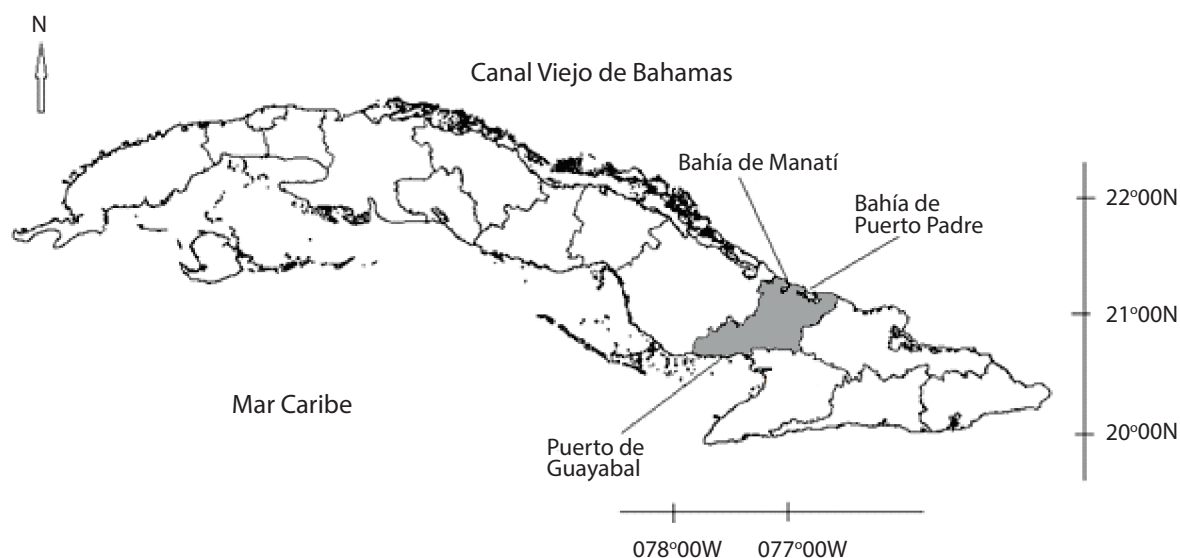 N
Canal Viejo de Bahamas
Bahía de Manatí
Bahía de
Puerto Padre
22°00N
21°00N
20°00N
Mar Caribe
Puerto de
Guayabal
078°00W
077°00W